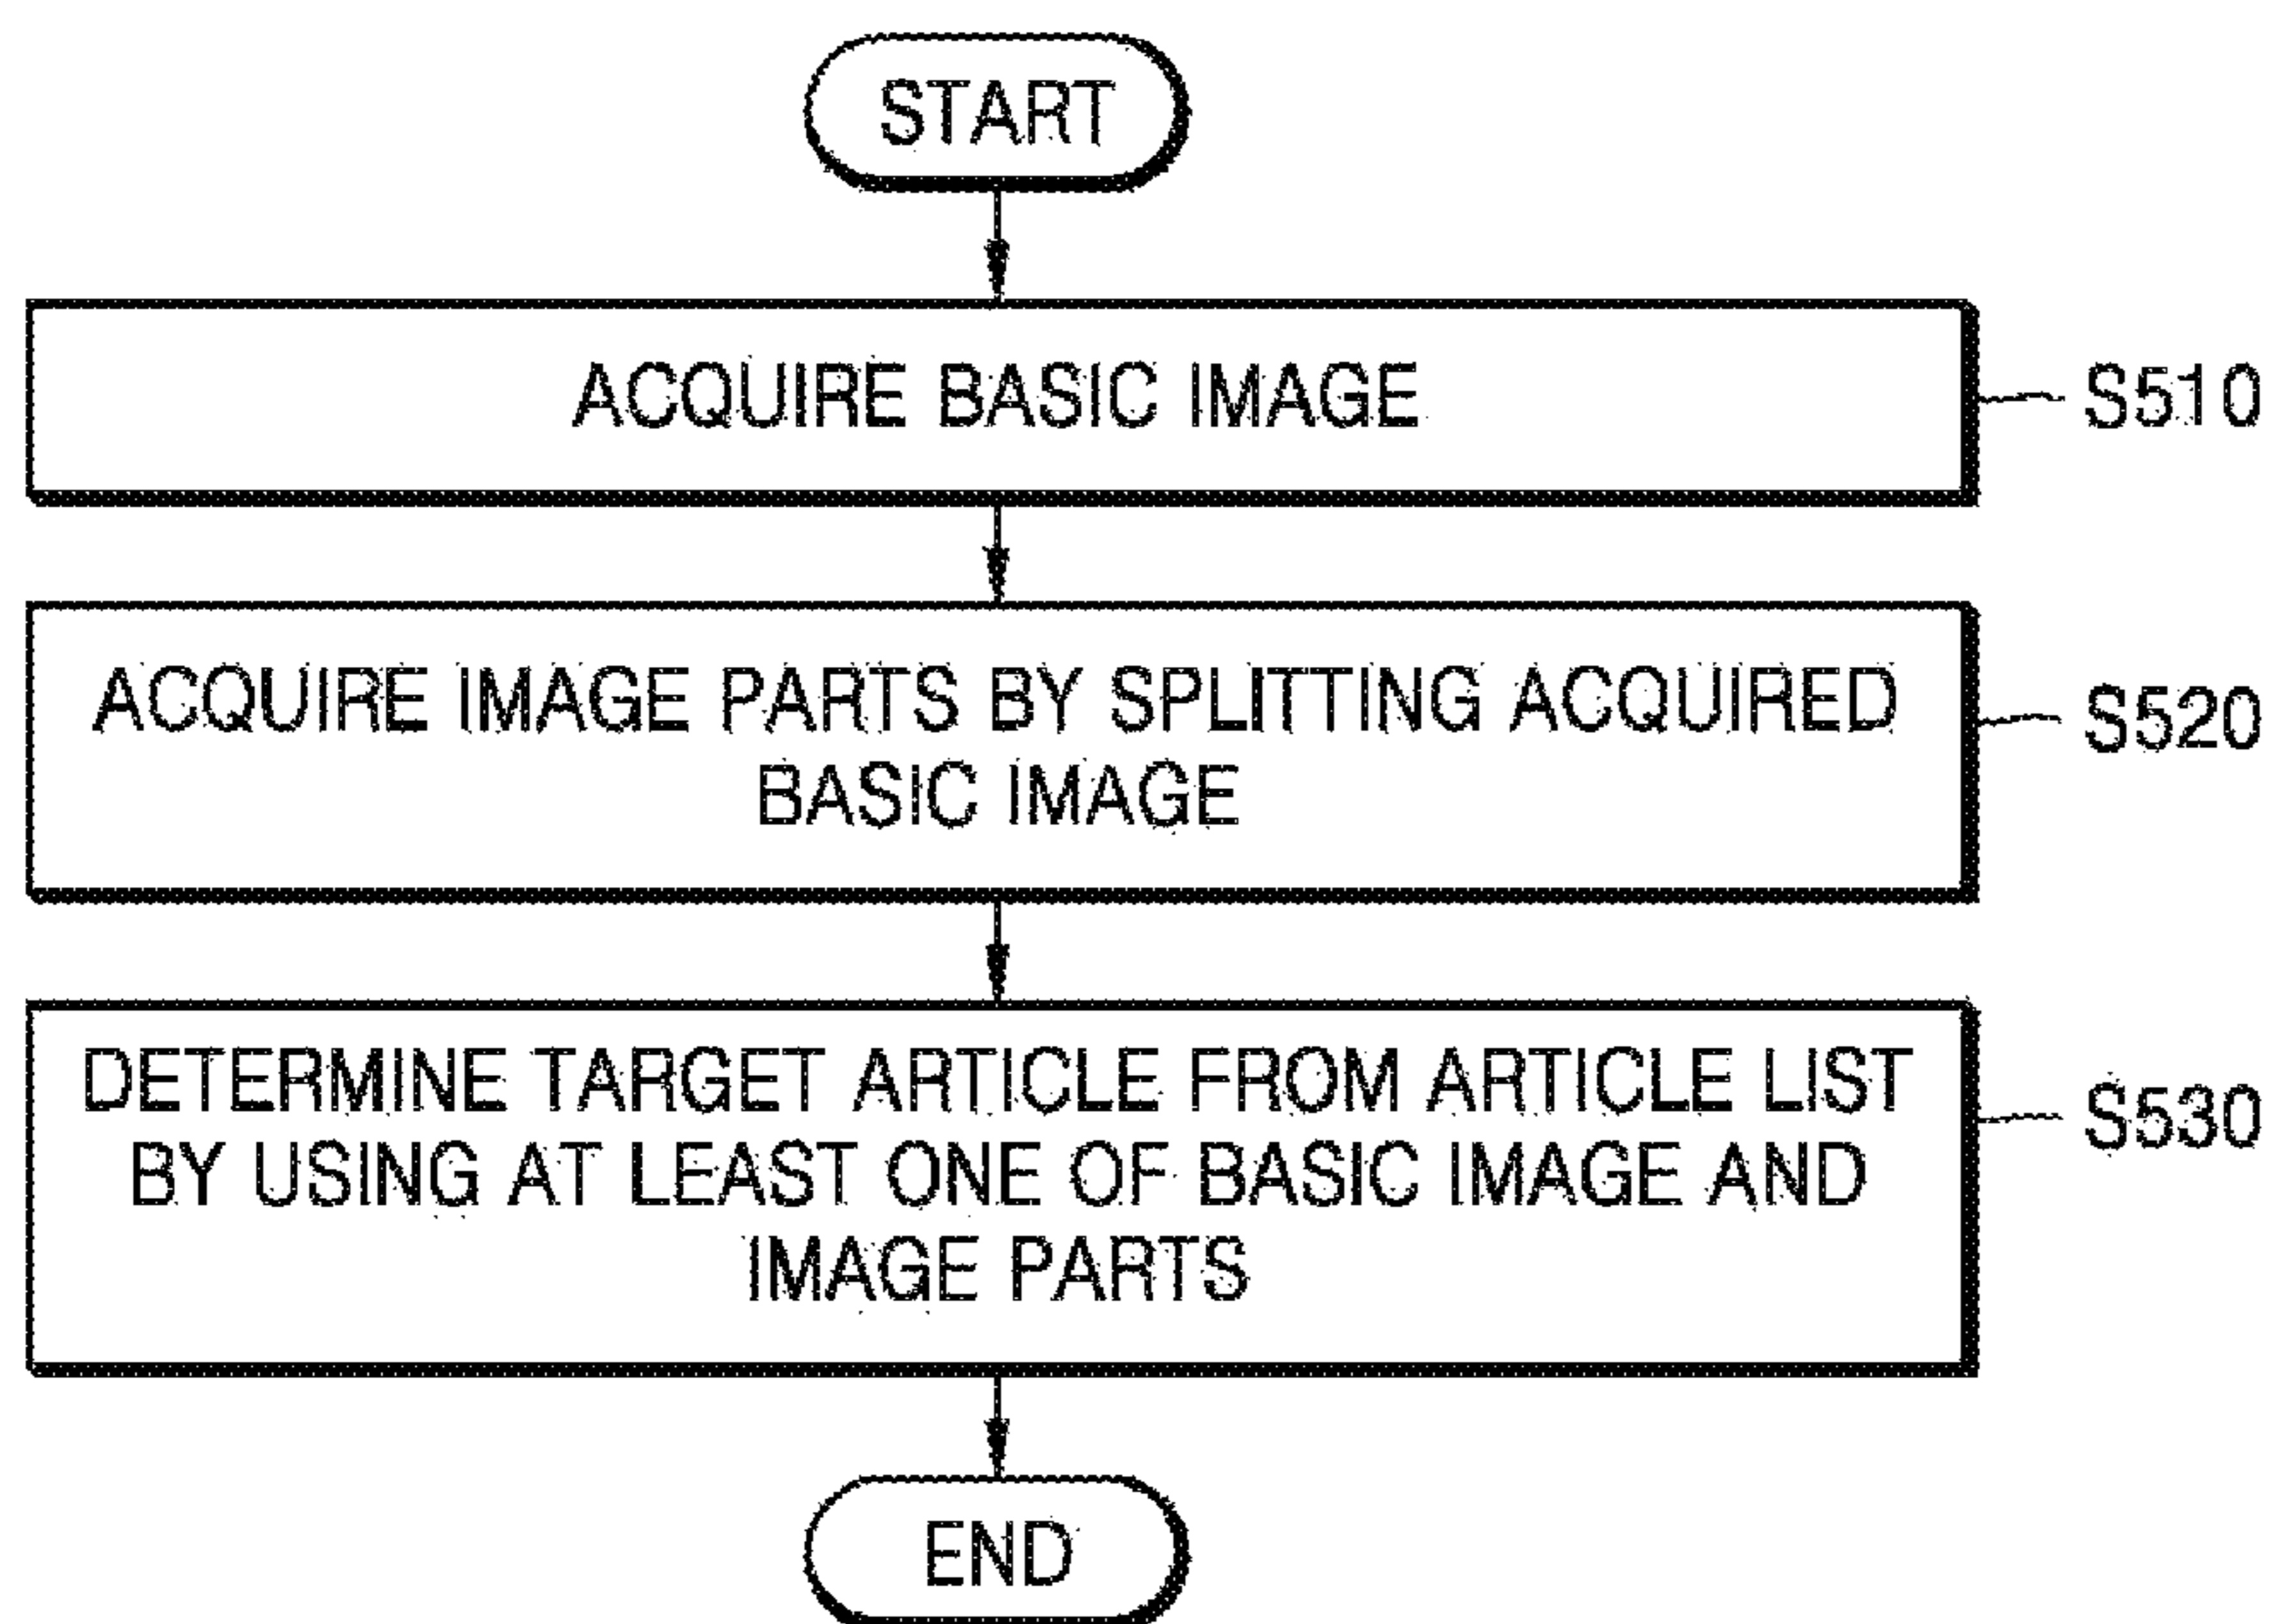 START
ACQUIRE BASIC IMAGE
S510
ACQUIRE IMAGE PARTS BY SPLITTING ACQUIRED
BASIC IMAGE
S520
DETERMINE TARGET ARTICLE FROM ARTICLE LIST
BY USING AT LEAST ONE OF BASIC IMAGE AND
IMAGE PARTS
S530
END